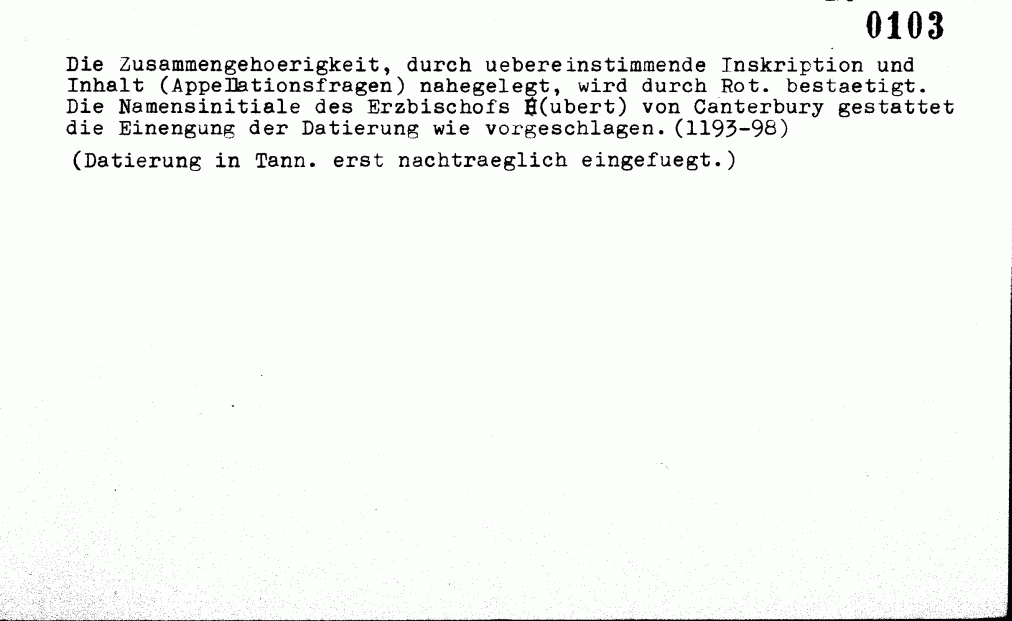 0103
Die Zusammengehoerigkeit, durch uebereinstimmende Inskription und
Inhalt (Appellationsfragen) nahegelegt, wird durch Rot. bestaetigt.
Die Namensinitiale des Erzbischofs H(ubert) von Canterbury gestattet
die Einengung der Datierung wie vorgeschlagen. (1193-98)
(Datierung in Tann. erst nachtraeglich eingefuegt.)